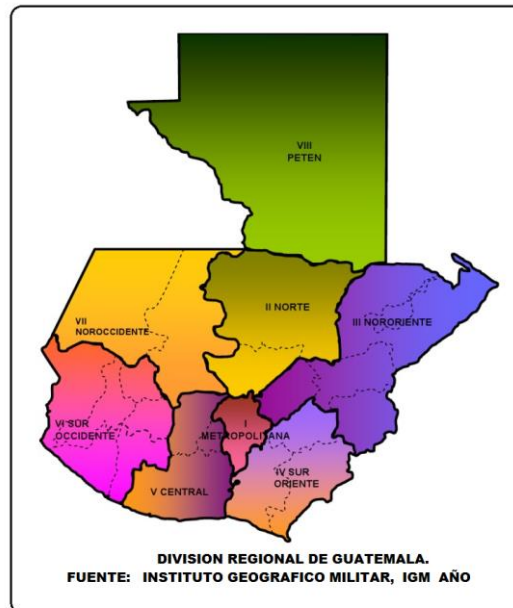 VIII
PETEN
II NORTE
III NORORIENTE
VII
NOROCCIDENTE
VI SUR
OCCIDENTE
I
METROPOLITANA
IV SUR
ORIENTE
V CENTRAL
DIVISION REGIONAL DE GUATEMALA.
FUENTE: INSTITUTO GEOGRAFICO MILITAR, IGM AÑO